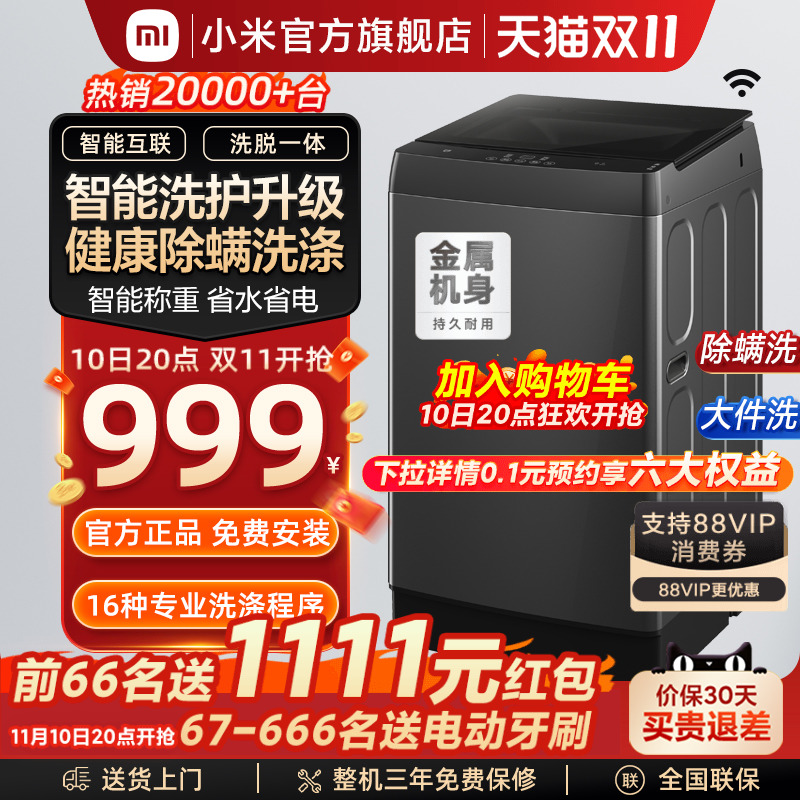 小米官方旗舰店 天猫双11
热销20000+台
智能互联 洗脱一体
智能洗护升级
健康除螨洗涤
智能称重 省水省电
金属
机身
持久耐用
10日20点 双11开抢
999¥
除螨洗
加入购物车
10日20点狂欢开抢
大件洗
下拉详情0.1元预约享六大权益
官方正品 免费安装
支持88VIP
消费券
88VIP更优惠
16种专业洗涤程序
前66名送1111元红包
11月10日20点开抢 67-666名送电动牙刷
价保30天
买贵退差
送货上门 整机三年免费保修 联 全国联保